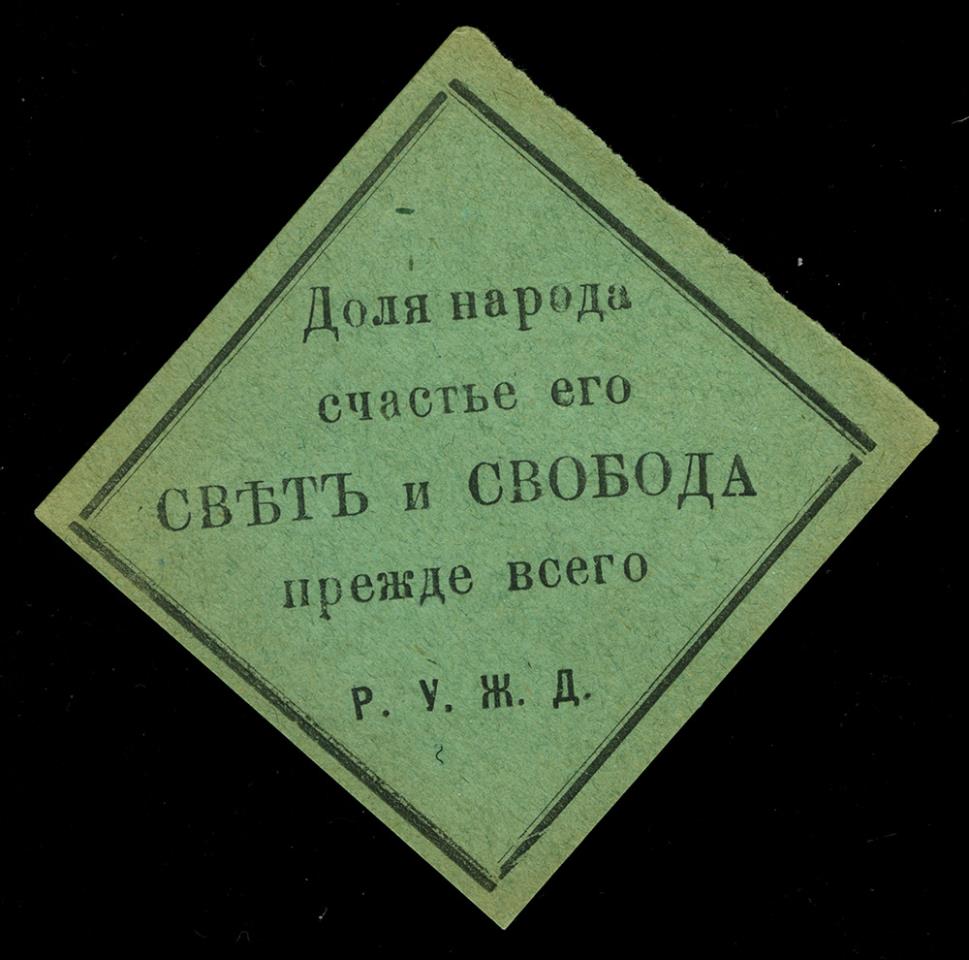 Доля народа
счастье его
СВѢТЪ и СВОБОДА
прежде всего
Р. У. Ж. Д.